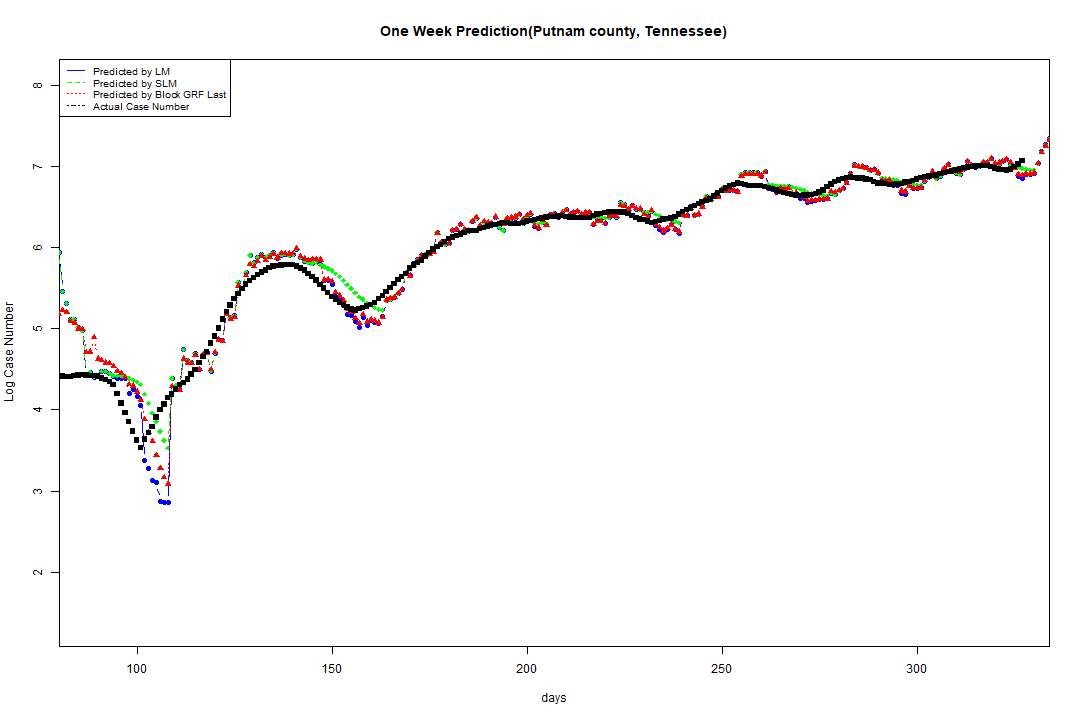 One Week Prediction(Putnam county, Tennessee)
Predicted by LM
Predicted by SLM
Predicted by Block GRF Last
Actual Case Number
8
7
6
5
4
3
2
Log Case Number
100
150
200
250
300
days